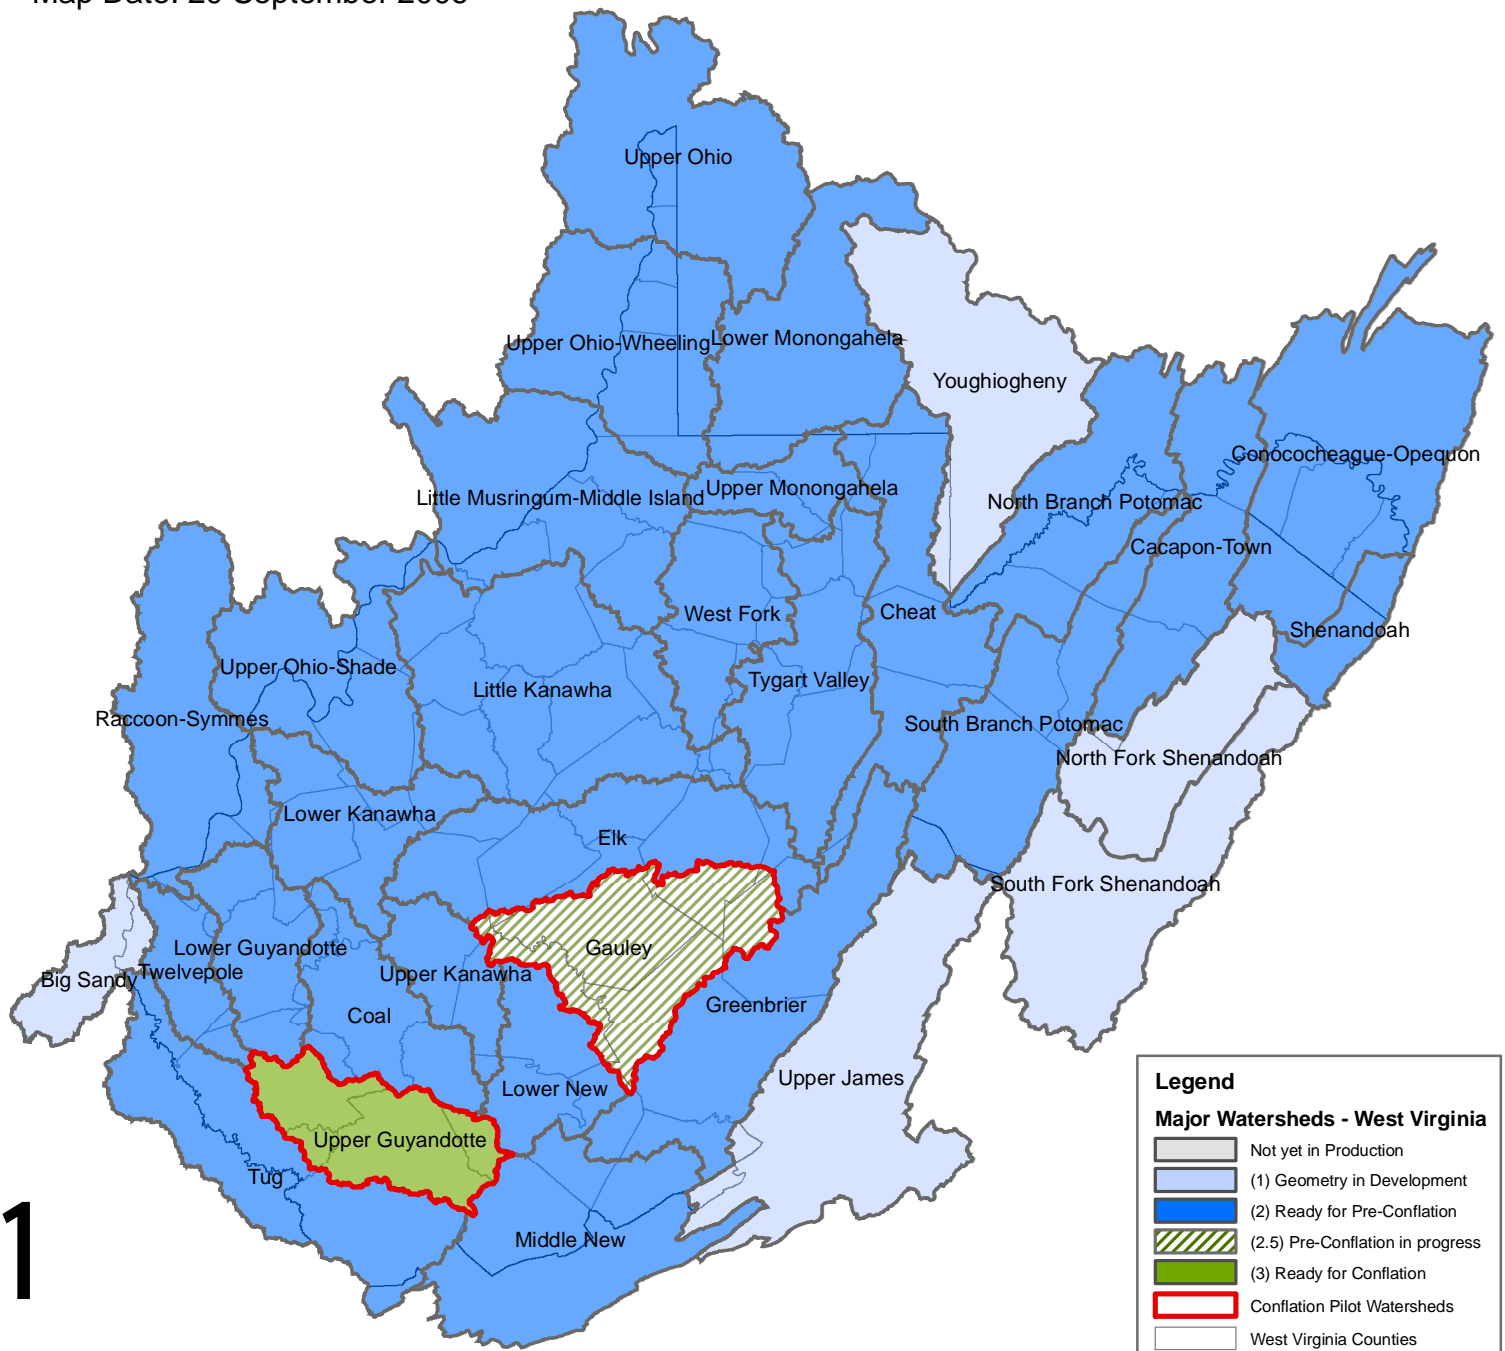 Upper Ohio
Upper Ohio-Wheeling
Lower Monongahela
Youghiogheny
Conococheague-Opequon
Little Musringum-Middle Island
Upper Monongahela
North Branch Potomac
Cacapon-Town
West Fork
Cheat
Shenandoah
Upper Ohio-Shade
Little Kanawha
Tygart Valley
Raccoon-Symmes
South Branch Potomac
North Fork Shenandoah
Lower Kanawha
Elk
South Fork Shenandoah
Lower Guyandotte
Gauley
Big Sandy
Twelvepole
Upper Kanawha
Greenbrier
Coal
Upper James
Lower New
Upper Guyandotte
Tug
Middle New
1
Legend
Major Watersheds - West Virginia
Not yet in Production
(1) Geometry in Development
(2) Ready for Pre-Conflation
(2.5) Pre-Conflation in progress
(3) Ready for Conflation
Conflation Pilot Watersheds
West Virginia Counties